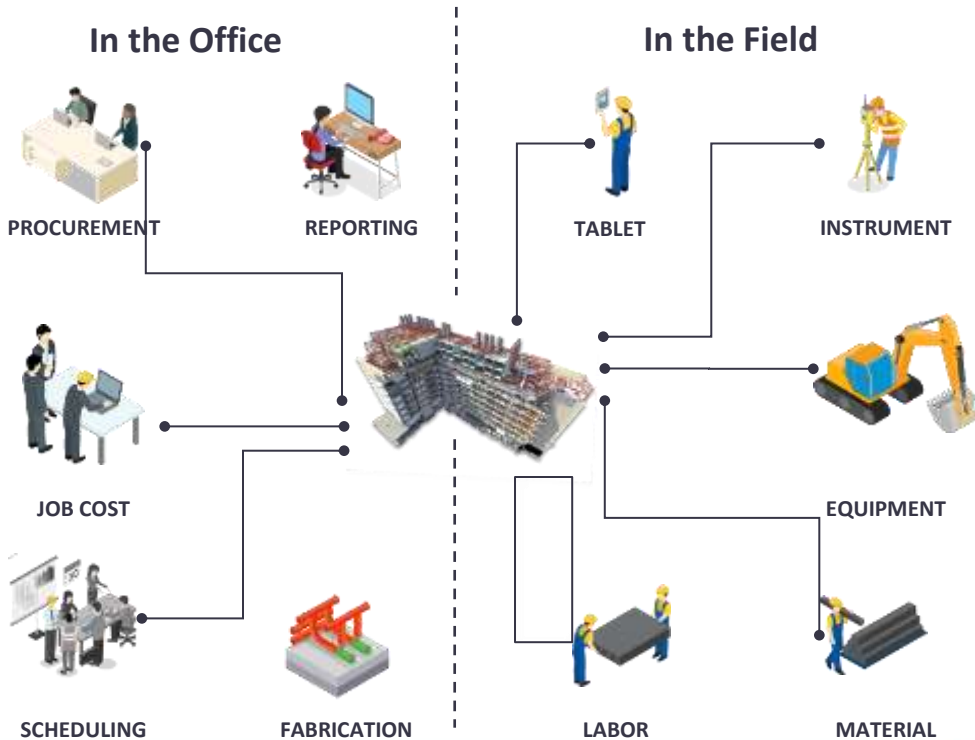 In the Office
In the Field
PROCUREMENT
REPORTING
TABLET
INSTRUMENT
JOB COST
EQUIPMENT
SCHEDULING
FABRICATION
LABOR
MATERIAL